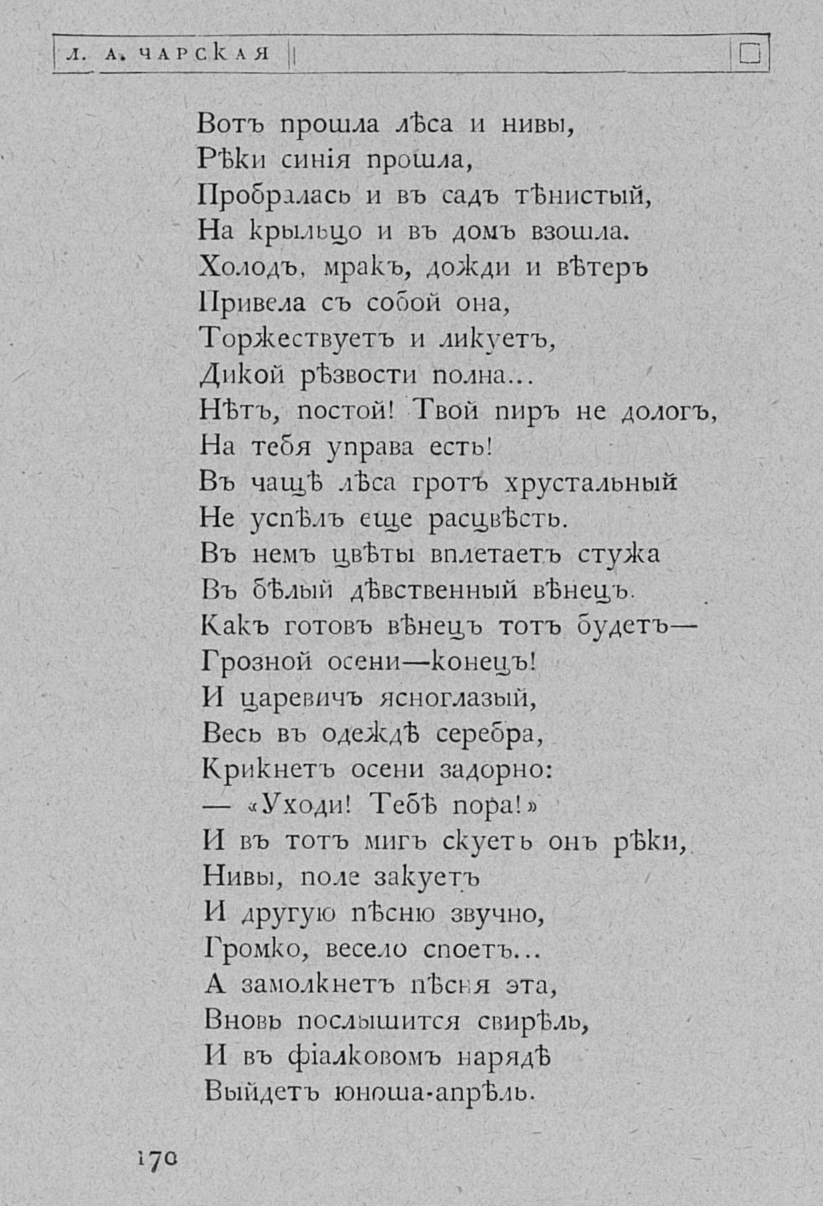 Л. А. ЧАРСКАЯ
Вотъ прошла лѣса и нивы,
Рѣки синія прошла,
Пробралась и въ садъ тѣнистый,
На крыльцо и въ домъ взошла.
Холодъ, мракъ, дожди и вѣтеръ
Привела съ собой она,
Торжествуетъ и ликуетъ,
Дикой рѣзвости полна...
Нѣтъ, постой! Твой пиръ не дологъ,
На тебя управа есть!
Въ чащѣ лѣса гротъ хрустальный
Не успѣлъ еще расцвѣсть.
Въ немъ цвѣты вплетаетъ стужа
Въ бѣлый дѣвственный вѣнецъ.
Какъ готовъ вѣнецъ тотъ будетъ—
Грозной осени—конецъ!
И царевичъ ясноглазый,
Весь въ одеждѣ серебра,
Крикнетъ осени задорно:
— «Уходи! Тебѣ пора!»
И въ тотъ мигъ скуетъ онъ рѣки,
Нивы, поле закуетъ
И другую пѣсню звучно,
Громко, весело споетъ...
А замолкнетъ пѣсня эта,
Вновь послышится свирѣль,
И въ фіалковомъ нарядѣ
Выйдетъ юноша-апрѣль.
170